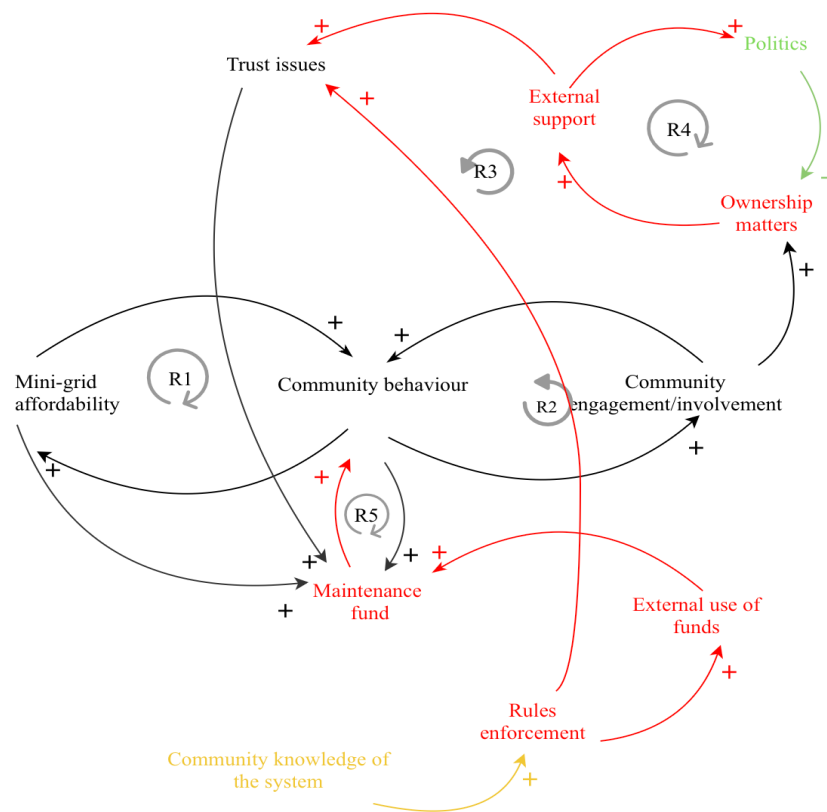 +
+
Politics
Trust issues
External
support
+
R4
R3
+
-
Ownership
matters
+
+
+
Mini-grid
affordability
R1
Community behaviour
R2
Community
engagement/involvement
+
+
+
R5
+
+
+
+
Maintenance
fund
External use of
funds
+
Rules
enforcement
Community knowledge of
the system
+